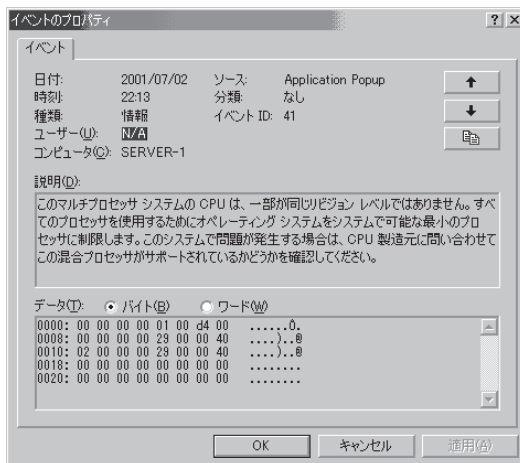 イベントのプロパティ
イベント
日付: 2001/07/02 ソース: Application Popup
時刻: 22:13 分類: なし
種類: 情報 イベント ID: 41
ユーザー(U): N/A
コンピュータ(C): SERVER-1
説明(D):
このマルチプロセッサ システムの CPU は、一部が同じリビジョン レベルではありません。すべ
てのプロセッサを使用するためにオペレーティング システムをシステムで可能な最小のプロ
セッサに制限します。このシステムで問題が発生する場合は、CPU 製造元に問い合わせて
この混合プロセッサがサポートされているかどうかを確認してください。
データ(T): バイト(B) ワード(W)
0000: 00 00 00 00 01 00 d4 00 ......Ô.
0008: 00 00 00 00 29 00 00 40 ....)..@
0010: 02 00 00 00 29 00 00 40 ....)..@
0018: 00 00 00 00 00 00 00 00 ........
0020: 00 00 00 00 00 00 00 00 ........
OK キャンセル 適用(A)